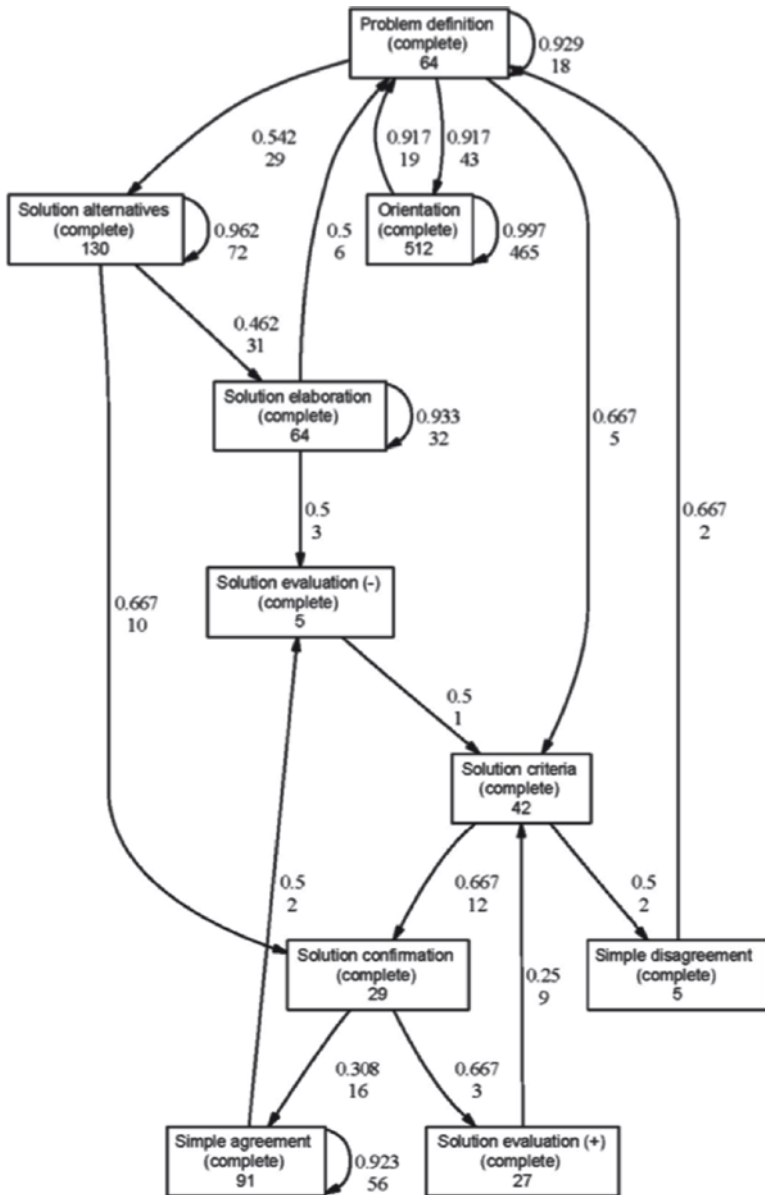 Problem definition
(complete)
64
0.929
18
0.542
29
0.917
19
0.917
43
Solution alternatives
(complete)
130
0.962
72
0.5
6
Orientation
(complete)
512
0.997
465
0.462
31
Solution elaboration
(complete)
64
0.933
32
0.667
5
0.667
2
0.5
3
Solution evaluation (-)
(complete)
5
0.667
10
0.5
1
Solution criteria
(complete)
42
0.5
2
0.667
12
0.5
2
Solution confirmation
(complete)
29
0.25
9
Simple disagreement
(complete)
5
0.308
16
0.667
3
Simple agreement
(complete)
91
0.923
56
Solution evaluation (+)
(complete)
27